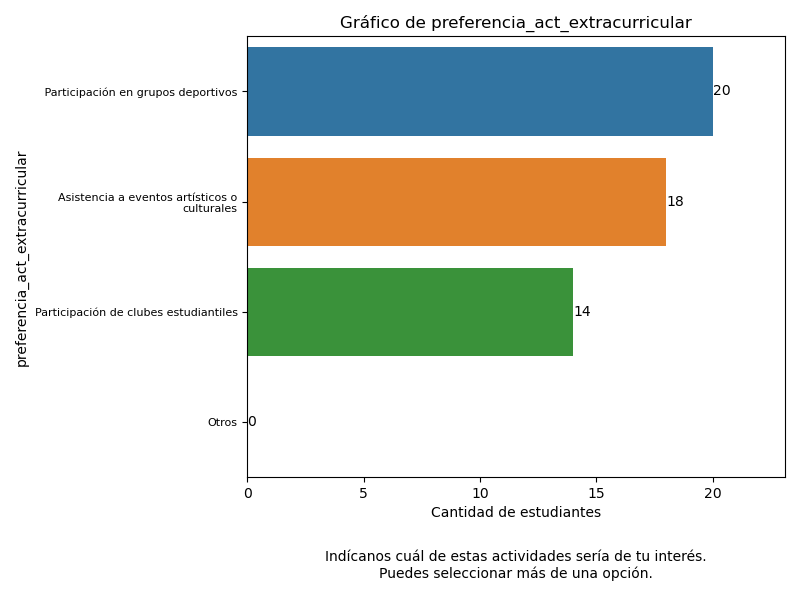 Gráfico de preferencia_act_extracurricular
preferencia_act_extracurricular
Participación en grupos deportivos
20
Asistencia a eventos artísticos o
culturales
18
Participación de clubes estudiantiles
14
Otros
0
0
5
10
15
20
Cantidad de estudiantes
Indícanos cuál de estas actividades sería de tu interés.
Puedes seleccionar más de una opción.